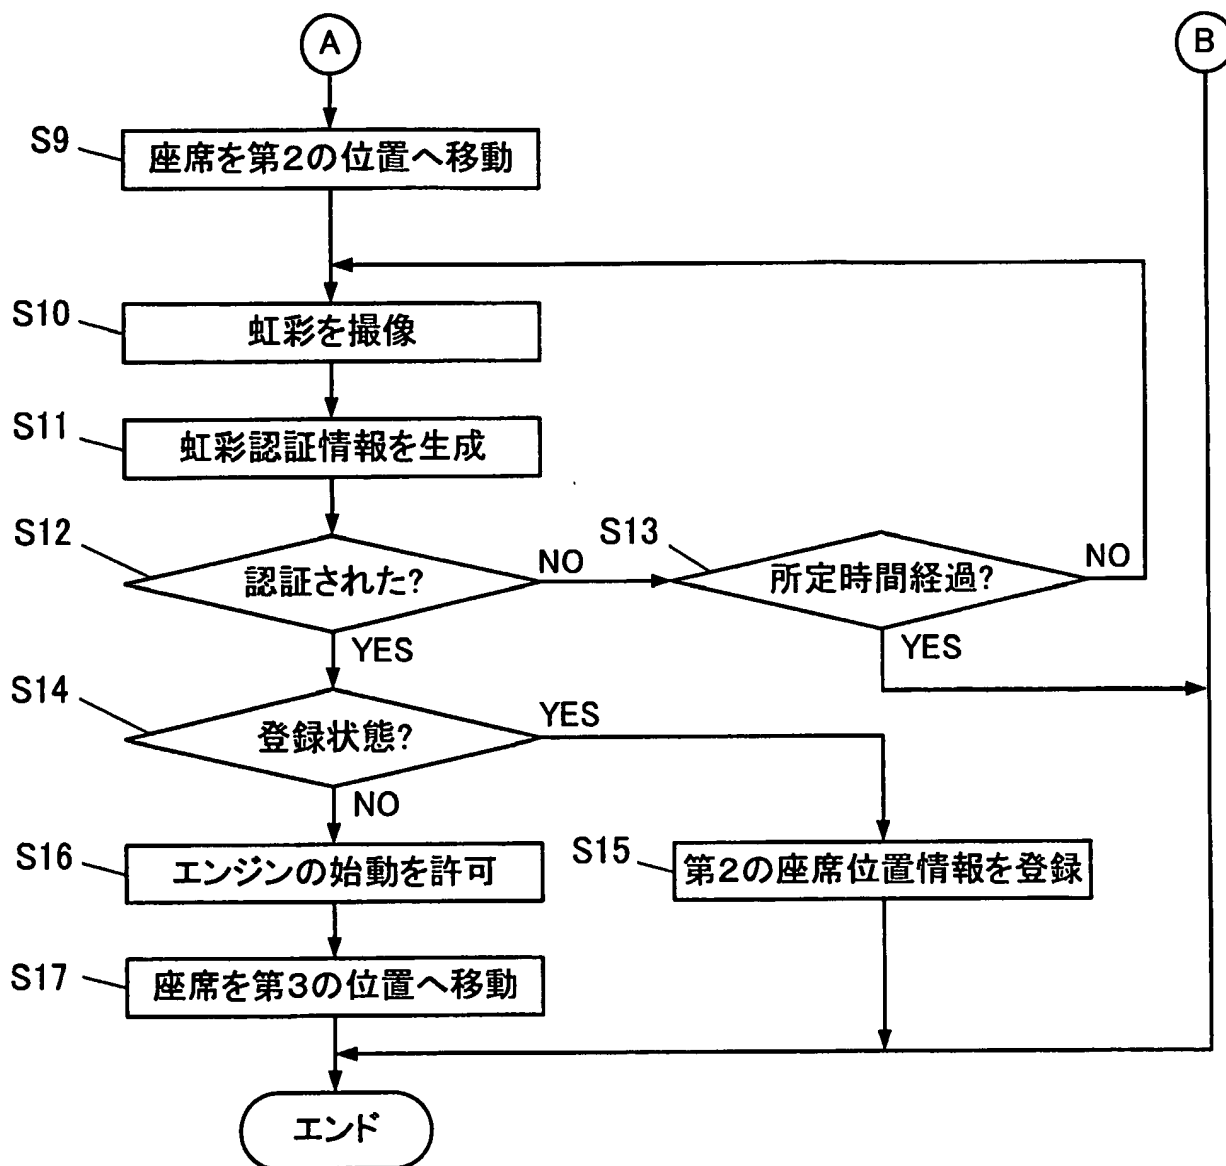 A
B
S9
座席を第2の位置へ移動
S10
虹彩を撮像
S11
虹彩認証情報を生成
S12
認証された?
NO
S13
所定時間経過?
NO
YES
YES
S14
登録状態?
YES
NO
S16
エンジンの始動を許可
S15
第2の座席位置情報を登録
S17
座席を第3の位置へ移動
エンド